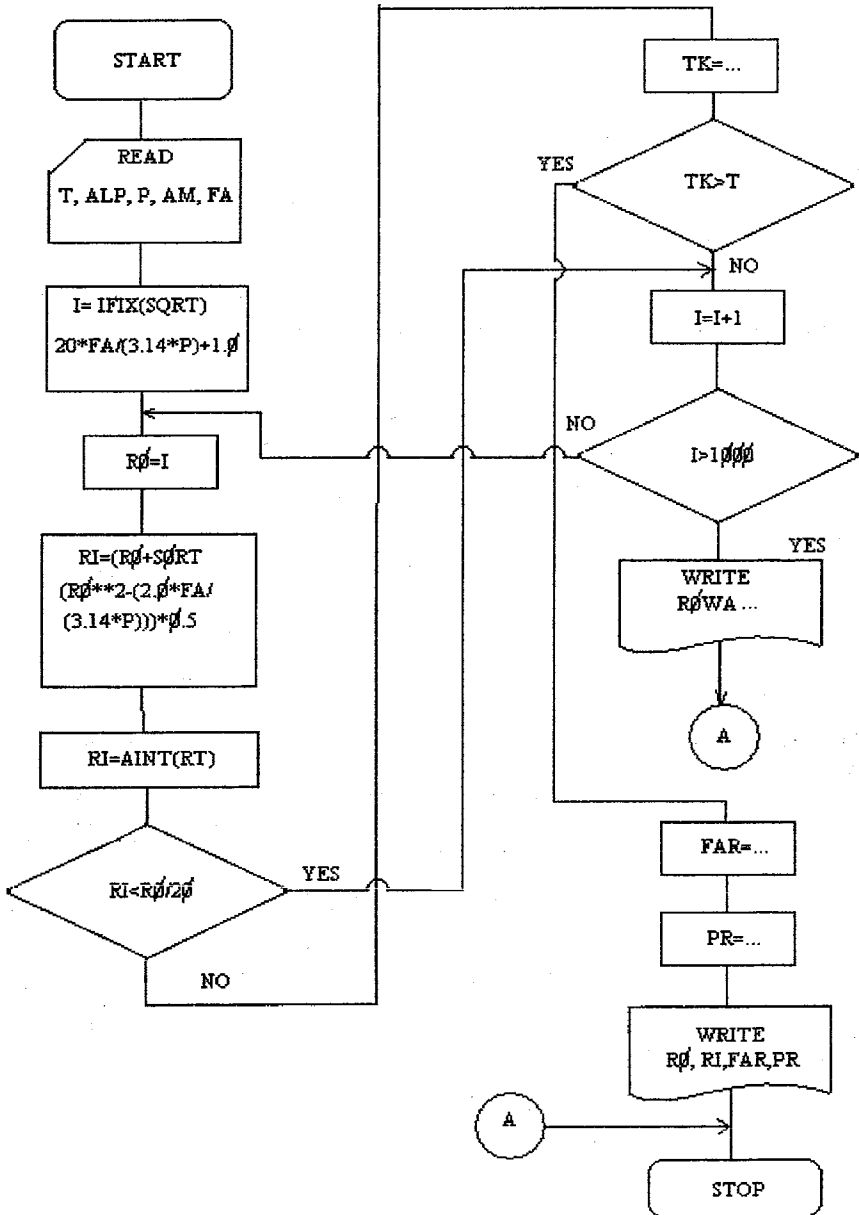 START
READ
T, ALP, P, AM, FA
I= IFIX(SQRT)
20*FA/(3.14*P)+1.Ø
RØ=I
RI=(RØ+SØRT
(RØ**2-(2.Ø*FA/
(3.14*P)))*Ø.5
RI=AINT(RT)
RI<RØ/2Ø
YES
NO
TK=...
YES
TK>T
NO
I=I+1
NO
I>1ØØØ
YES
WRITE
RØWA ...
A
FAR=...
PR=...
WRITE
RØ, RI,FAR,PR
A
STOP